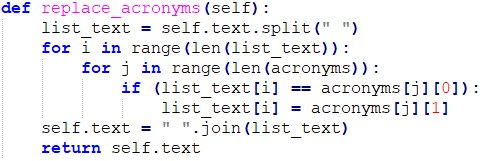 def replace_acronyms(self):
    list_text = self.text.split(" ")
    for i in range(len(list_text)):
        for j in range(len(acronyms)):
            if (list_text[i] == acronyms[j][0]):
                list_text[i] = acronyms[j][1]
    self.text = " ".join(list_text)
    return self.text